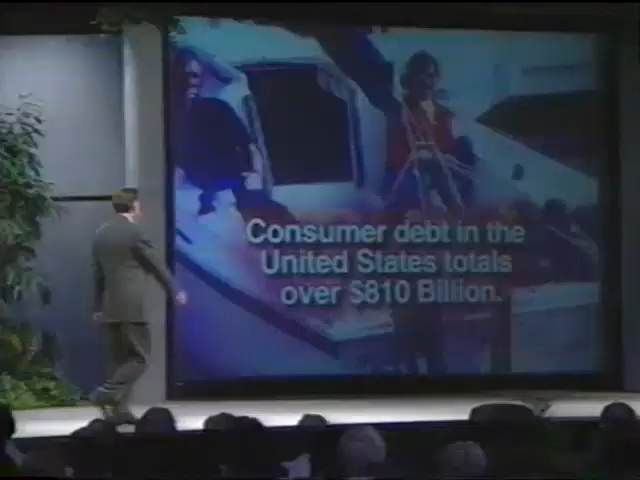 Consumer debt in the
United States totals
over $810 Billion.